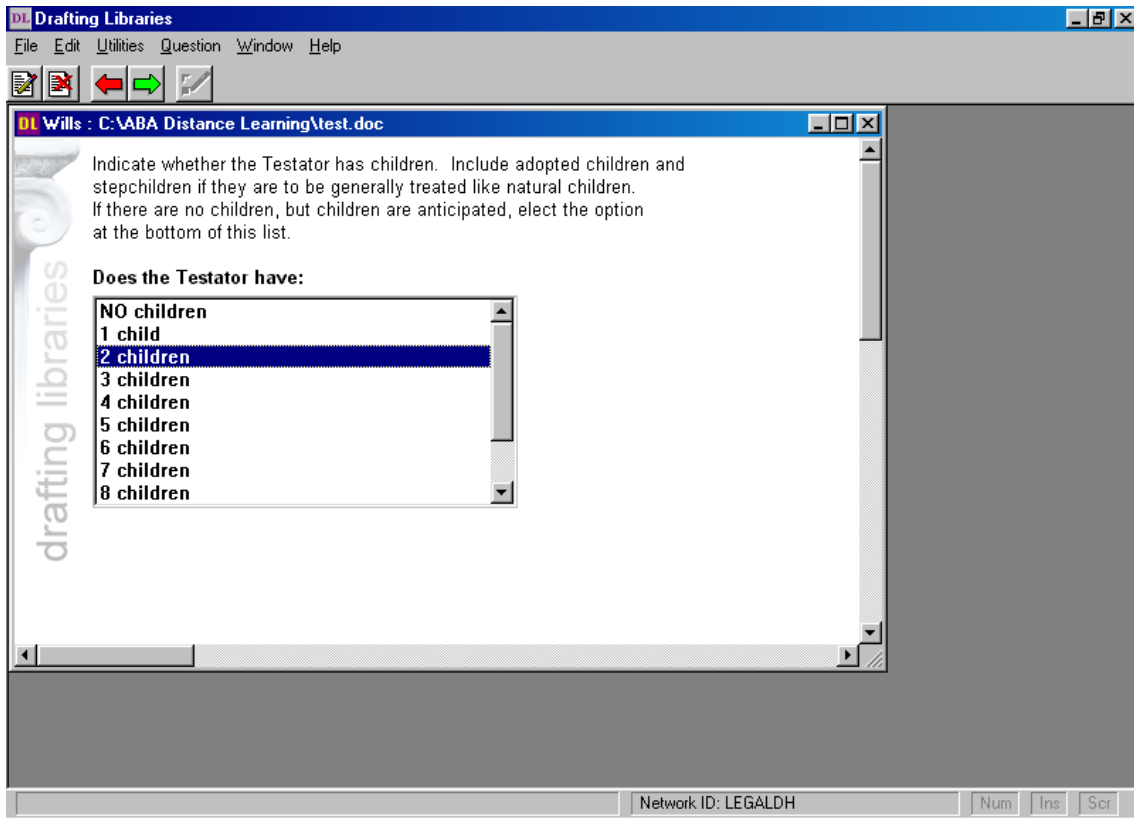 DL Drafting Libraries
File Edit Utilities Question Window Help
DL Wills : C:\ABA Distance Learning\test.doc
Indicate whether the Testator has children. Include adopted children and
stepchildren if they are to be generally treated like natural children.
If there are no children, but children are anticipated, elect the option
at the bottom of this list.
Does the Testator have:
NO children
1 child
2 children
3 children
4 children
5 children
6 children
7 children
8 children
drafting libraries
Network ID: LEGALDH
Num Ins Scr